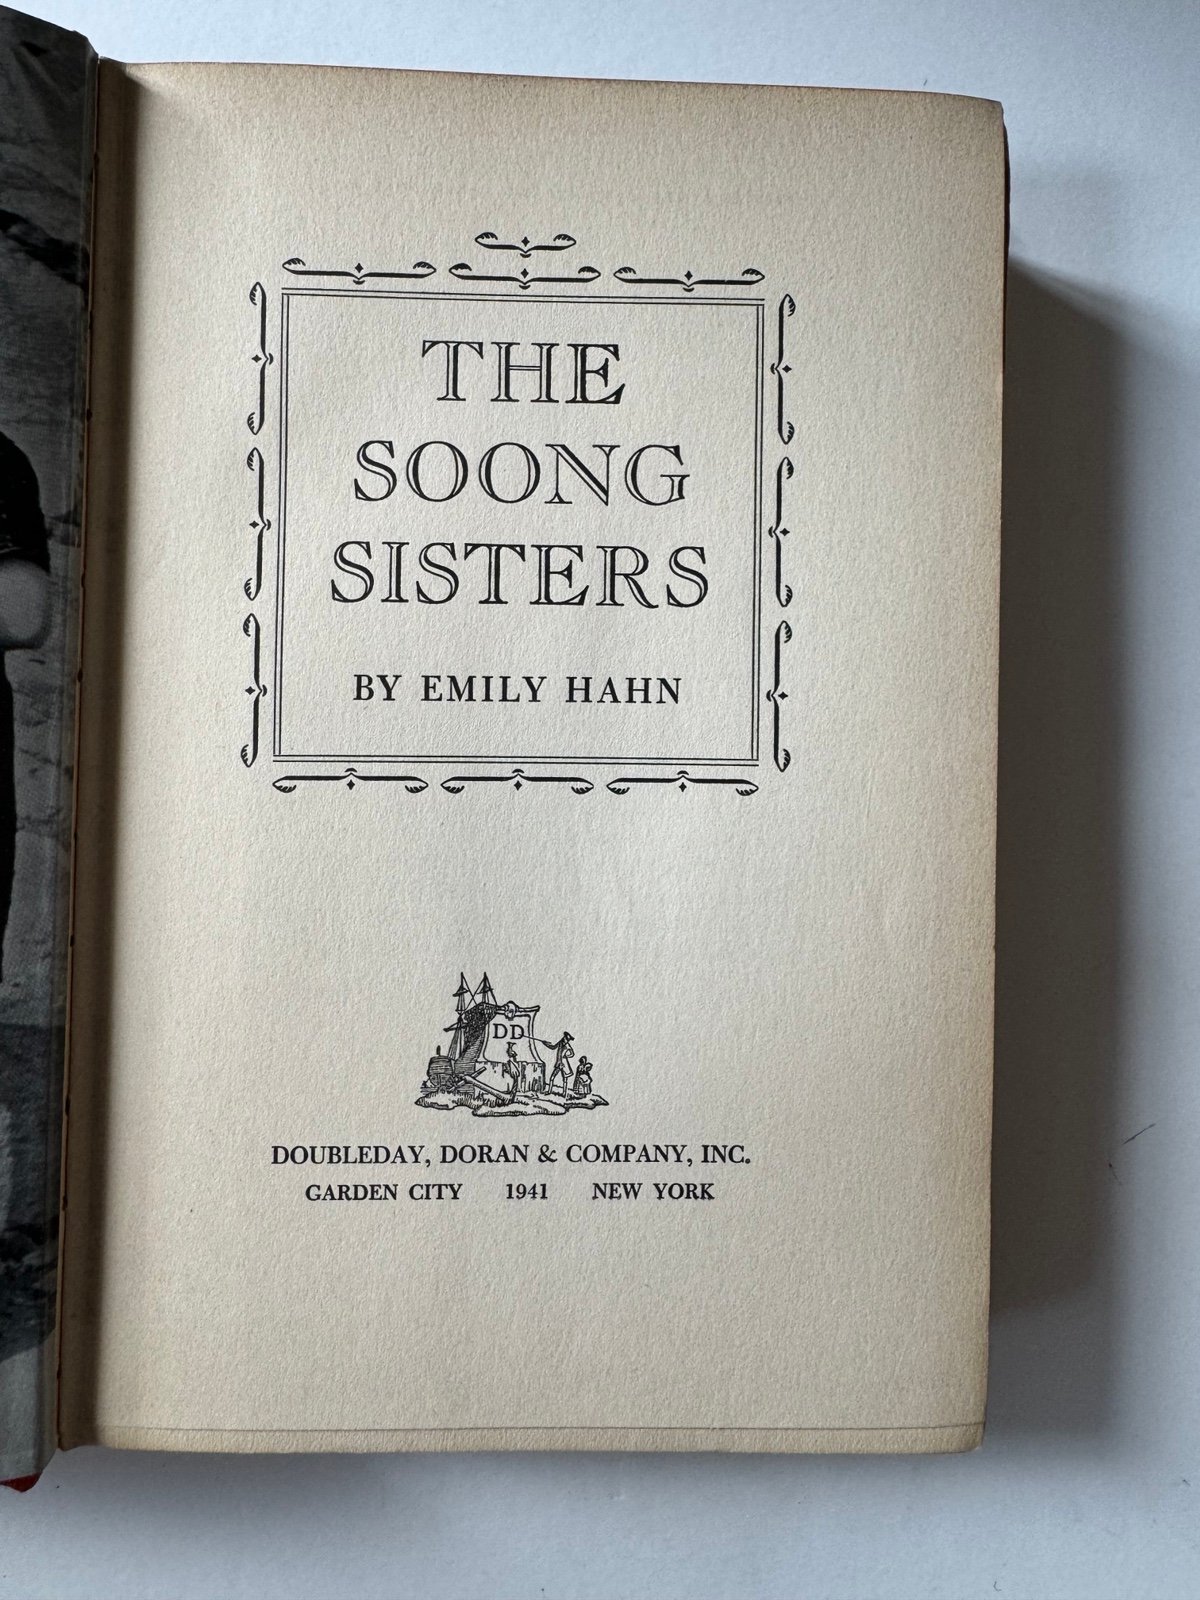 THE
SOONG
SISTERS
BY EMILY HAHN
DD
DOUBLEDAY, DORAN & COMPANY, INC.
GARDEN CITY 1941 NEW YORK